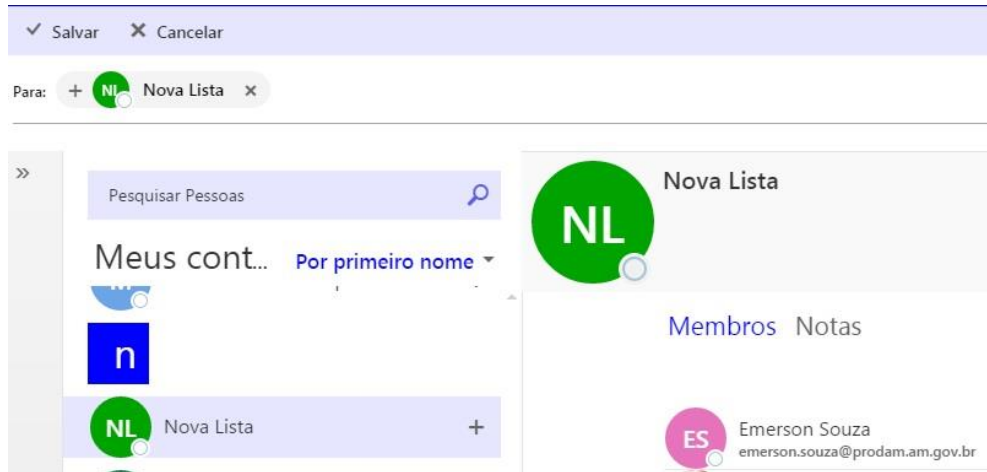 Salvar Cancelar
Para: + NL Nova Lista ×
»
Pesquisar Pessoas
Meus cont... Por primeiro nome
n
NL Nova Lista +
NL Nova Lista
Membros Notas
ES Emerson Souza
emerson.souza@prodam.am.gov.br